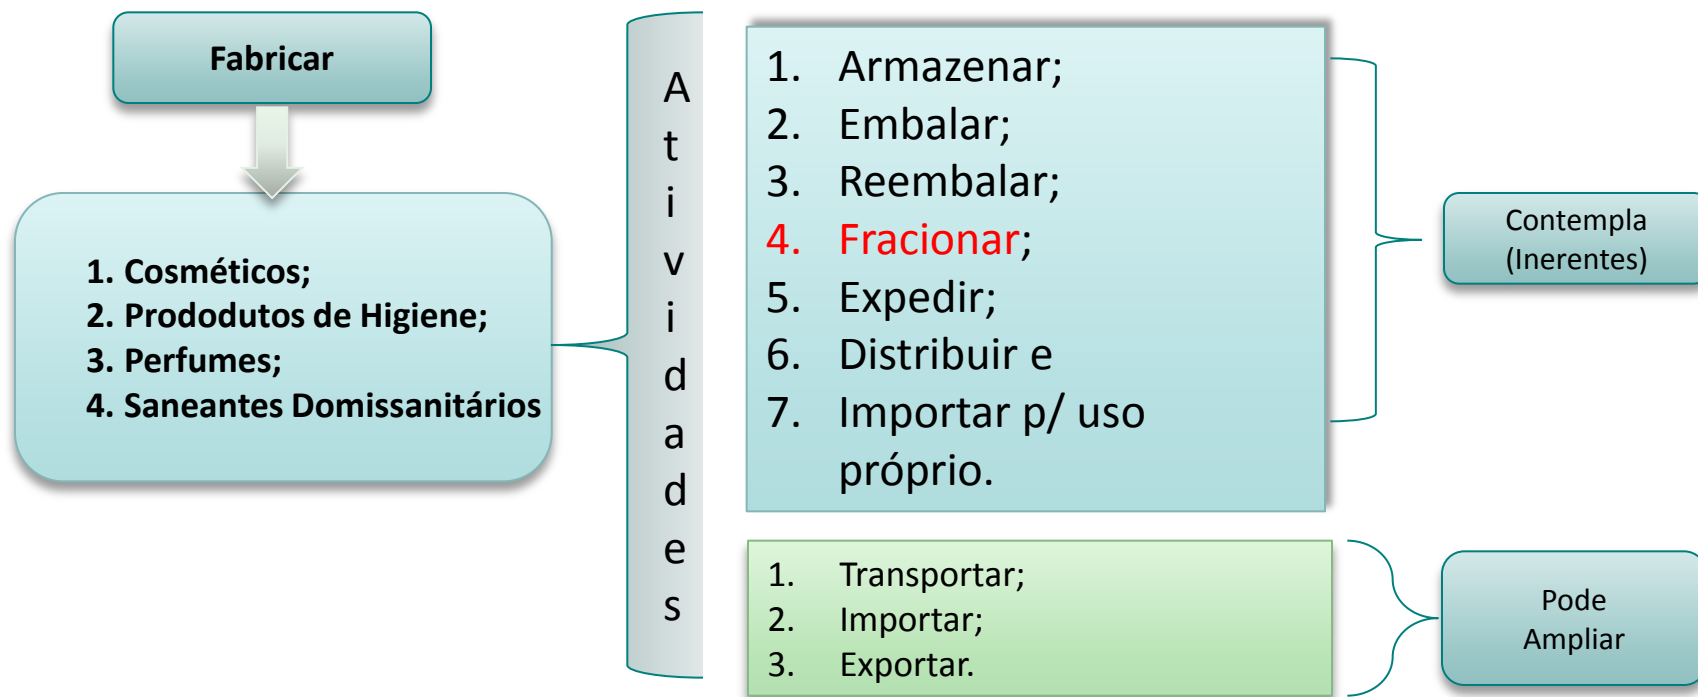 Fabricar
1. Cosméticos;
2. Prododutos de Higiene;
3. Perfumes;
4. Saneantes Domissanitários
A
t
i
v
i
d
a
d
e
s
1. Armazenar;
2. Embalar;
3. Reembalar;
4. Fracionar;
5. Expedir;
6. Distribuir e
7. Importar p/ uso
próprio.
Contempla
(Inerentes)
1. Transportar;
2. Importar;
3. Exportar.
Pode
Ampliar